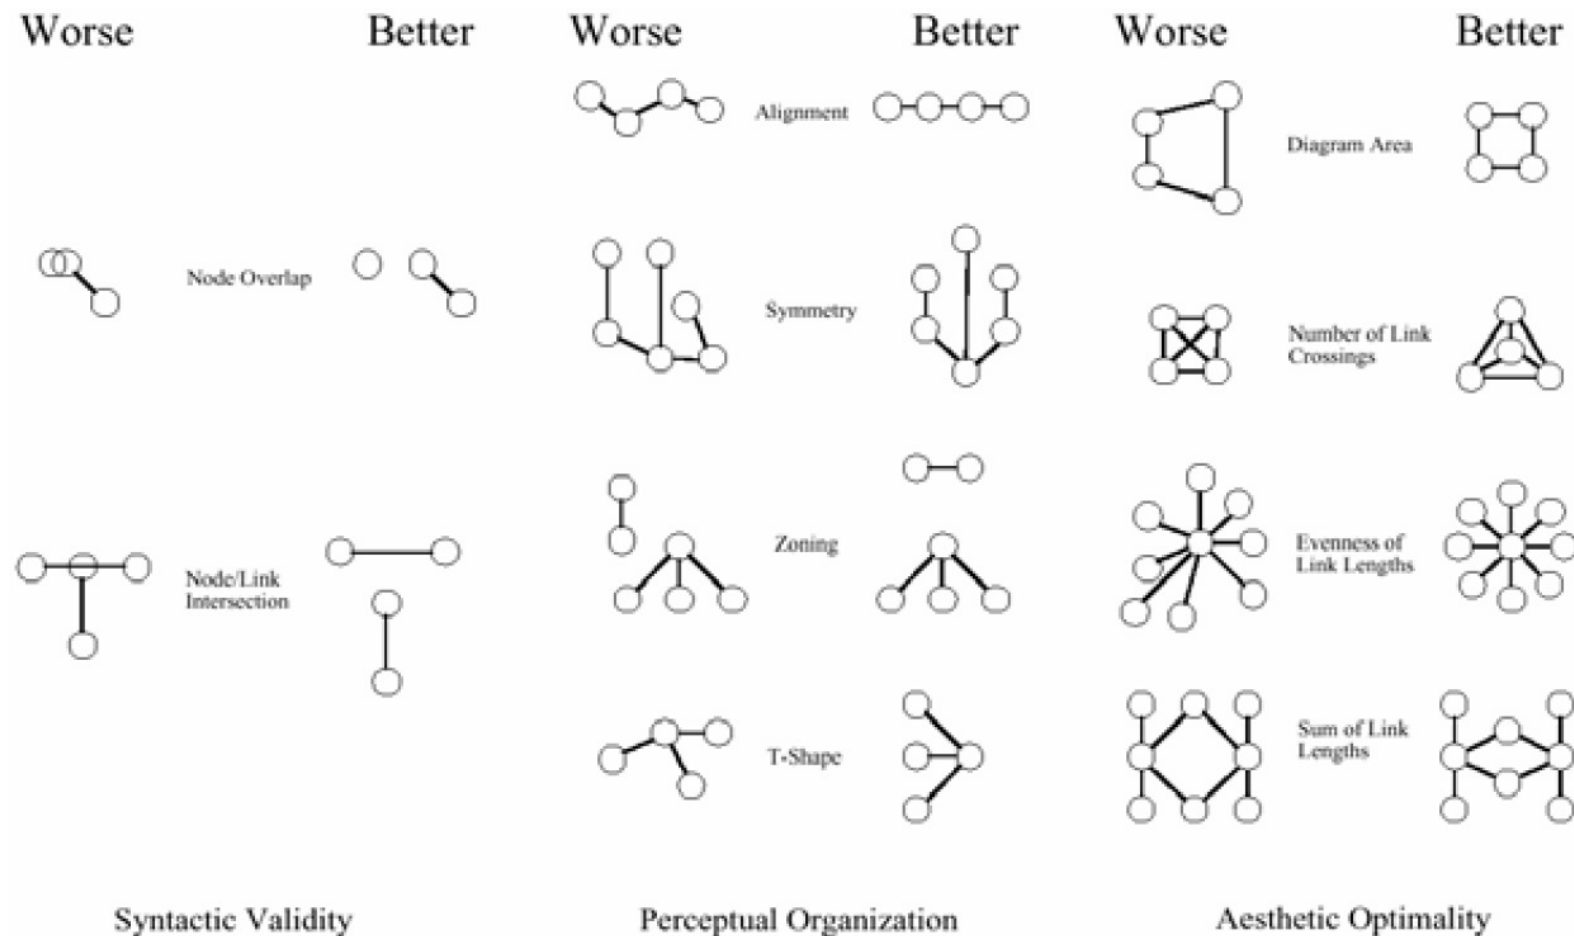 Worse
Better
Node Overlap
Node/Link
Intersection
Syntactic Validity
Worse
Better
Alignment
Symmetry
Zoning
T-Shape
Perceptual Organization
Worse
Better
Diagram Area
Number of Link
Crossings
Evenness of
Link Lengths
Sum of Link
Lengths
Aesthetic Optimality